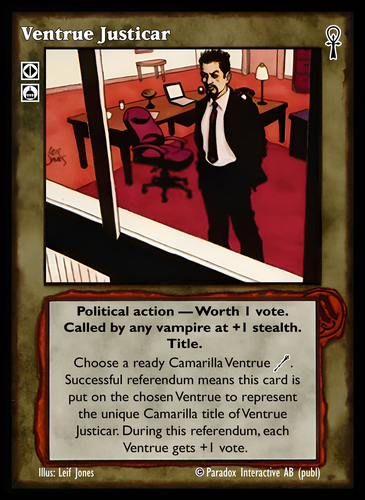 Ventrue Justicar
Political action — Worth 1 vote.
Called by any vampire at +1 stealth.
Title.
Choose a ready Camarilla Ventrue .
Successful referendum means this card is
put on the chosen Ventrue to represent
the unique Camarilla title of Ventrue
Justicar. During this referendum, each
Ventrue gets +1 vote.
Illus: Leif Jones © Paradox Interactive AB (publ)